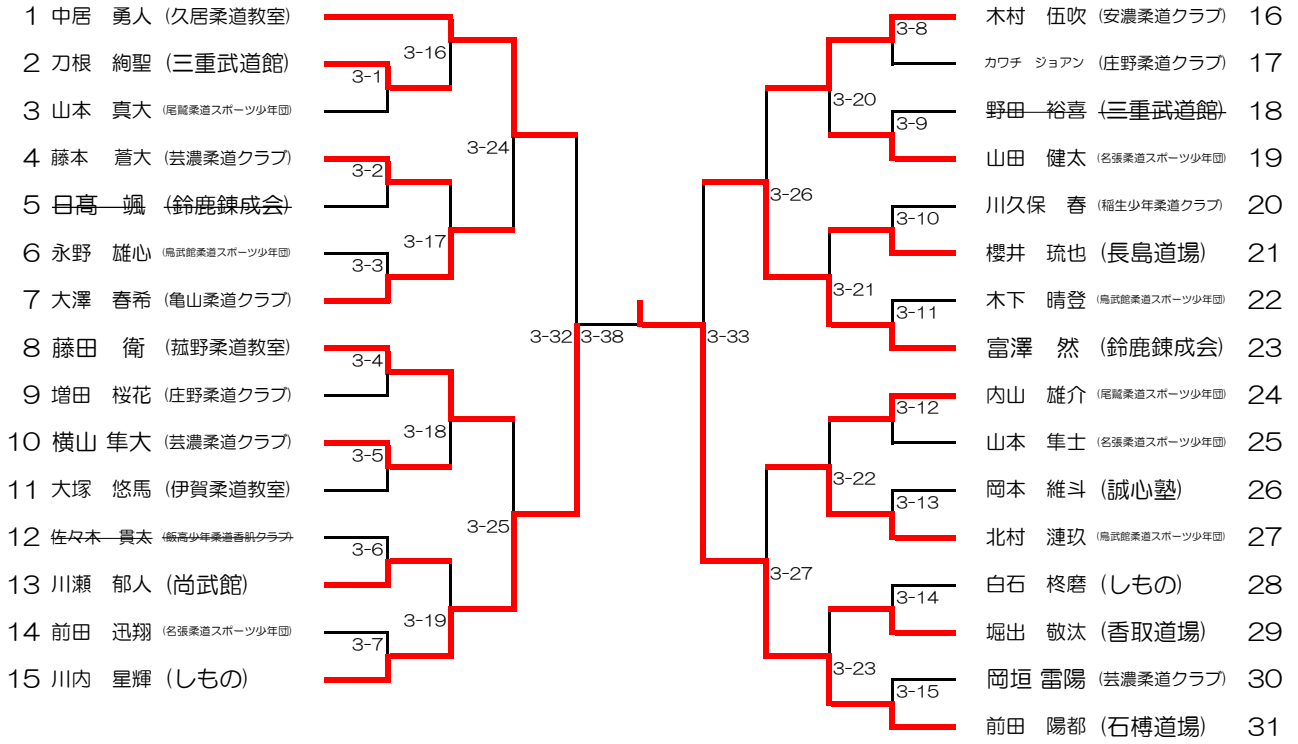 1 中居 勇人 (久居柔道教室)
2 刀根 絢聖 (三重武道館)
3 山本 真大 (尾鷲柔道スポーツ少年団)
4 藤本 蒼大 (芸濃柔道クラブ)
5 日髙 颯 (鈴鹿錬成会)
6 永野 雄心 (鳥武館柔道スポーツ少年団)
7 大澤 春希 (亀山柔道クラブ)
8 藤田 衛 (菰野柔道教室)
9 増田 桜花 (庄野柔道クラブ)
10 横山 隼大 (芸濃柔道クラブ)
11 大塚 悠馬 (伊賀柔道教室)
12 佐々木 貫太 (飯高少年柔道香肌クラブ)
13 川瀬 郁人 (尚武館)
14 前田 迅翔 (名張柔道スポーツ少年団)
15 川内 星輝 (しもの)
3-16
3-1
3-24
3-2
3-17
3-3
3-32
3-38
3-4
3-18
3-5
3-25
3-6
3-19
3-7
3-8
3-20
3-9
3-26
3-10
3-21
3-11
3-33
3-12
3-22
3-13
3-27
3-14
3-23
3-15
木村 伍吹 (安濃柔道クラブ) 16
カワチ ジョアン (庄野柔道クラブ) 17
野田 裕喜 (三重武道館) 18
山田 健太 (名張柔道スポーツ少年団) 19
川久保 春 (稲生少年柔道クラブ) 20
櫻井 琉也 (長島道場) 21
木下 晴登 (鳥武館柔道スポーツ少年団) 22
富澤 然 (鈴鹿錬成会) 23
内山 雄介 (尾鷲柔道スポーツ少年団) 24
山本 隼士 (名張柔道スポーツ少年団) 25
岡本 維斗 (誠心塾) 26
北村 漣玖 (鳥武館柔道スポーツ少年団) 27
白石 柊磨 (しもの) 28
堀出 敬汰 (香取道場) 29
岡垣 雷陽 (芸濃柔道クラブ) 30
前田 陽都 (石榑道場) 31